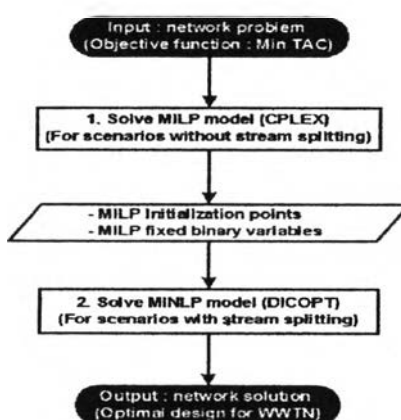 Input : network problem
(Objective function : Min TAC)
1. Solve MILP model (CPLEX)
(For scenarios without stream splitting)
- MILP Initialization points
- MILP fixed binary variables
2. Solve MINLP model (DICOPT)
(For scenarios with stream splitting)
Output : network solution
(Optimal design for WWTN)